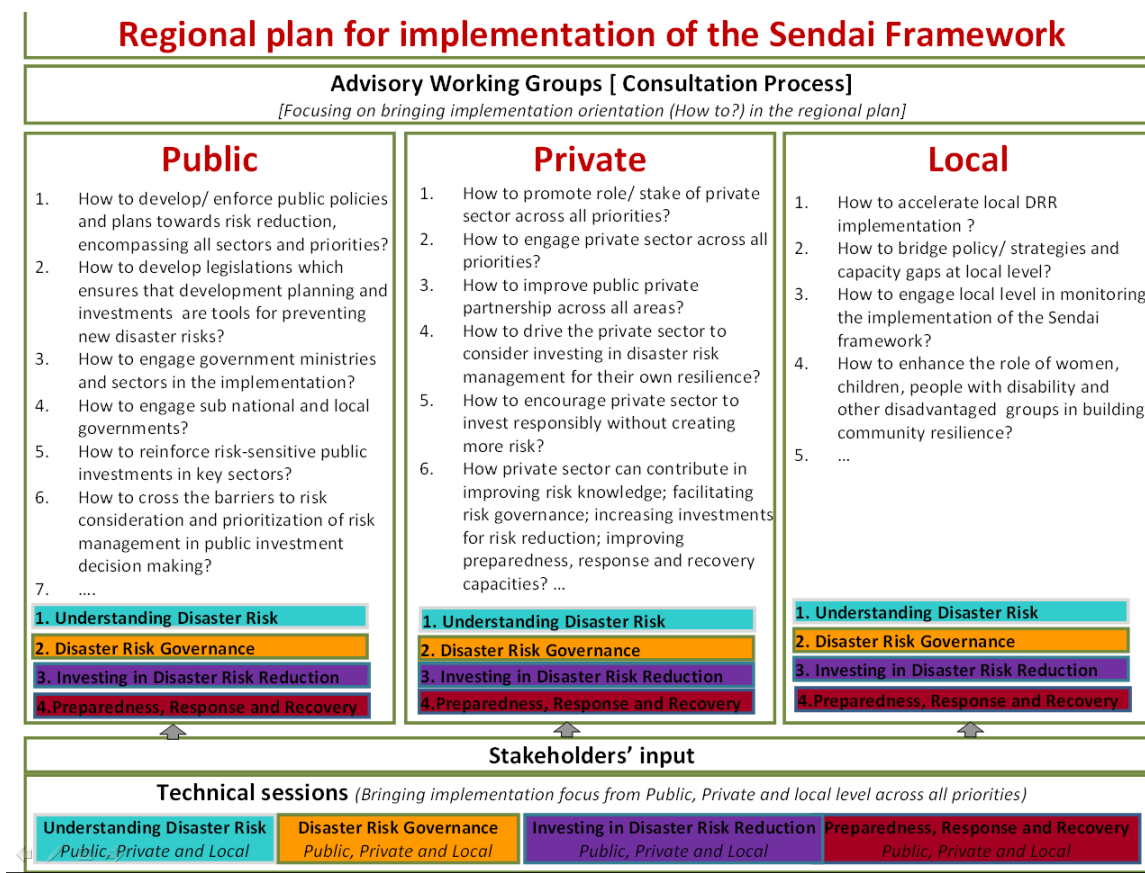 Regional plan for implementation of the Sendai Framework
Advisory Working Groups [ Consultation Process]
[Focusing on bringing implementation orientation (How to?) in the regional plan]
Public
1. How to develop/ enforce public policies
and plans towards risk reduction,
encompassing all sectors and priorities?
2. How to develop legislations which
ensures that development planning and
investments are tools for preventing
new disaster risks?
3. How to engage government ministries
and sectors in the implementation?
4. How to engage sub national and local
governments?
5. How to reinforce risk-sensitive public
investments in key sectors?
6. How to cross the barriers to risk
consideration and prioritization of risk
management in public investment
decision making?
7. ....
1. Understanding Disaster Risk
2. Disaster Risk Governance
3. Investing in Disaster Risk Reduction
4.Preparedness, Response and Recovery
Private
1. How to promote role/ stake of private
sector across all priorities?
2. How to engage private sector across all
priorities?
3. How to improve public private
partnership across all areas?
4. How to drive the private sector to
consider investing in disaster risk
management for their own resilience?
5. How to encourage private sector to
invest responsibly without creating
more risk?
6. How private sector can contribute in
improving risk knowledge; facilitating
risk governance; increasing investments
for risk reduction; improving
preparedness, response and recovery
capacities? ...
1. Understanding Disaster Risk
2. Disaster Risk Governance
3. Investing in Disaster Risk Reduction
4.Preparedness, Response and Recovery
Local
1. How to accelerate local DRR
implementation ?
2. How to bridge policy/ strategies and
capacity gaps at local level?
3. How to engage local level in monitoring
the implementation of the Sendai
framework?
4. How to enhance the role of women,
children, people with disability and
other disadvantaged groups in building
community resilience?
5. ...
1. Understanding Disaster Risk
2. Disaster Risk Governance
3. Investing in Disaster Risk Reduction
4.Preparedness, Response and Recovery
Stakeholders' input
Technical sessions (Bringing implementation focus from Public, Private and local level across all priorities)
Understanding Disaster Risk
Public, Private and Local
Disaster Risk Governance
Public, Private and Local
Investing in Disaster Risk Reduction
Public, Private and Local
Preparedness, Response and Recovery
Public, Private and Local